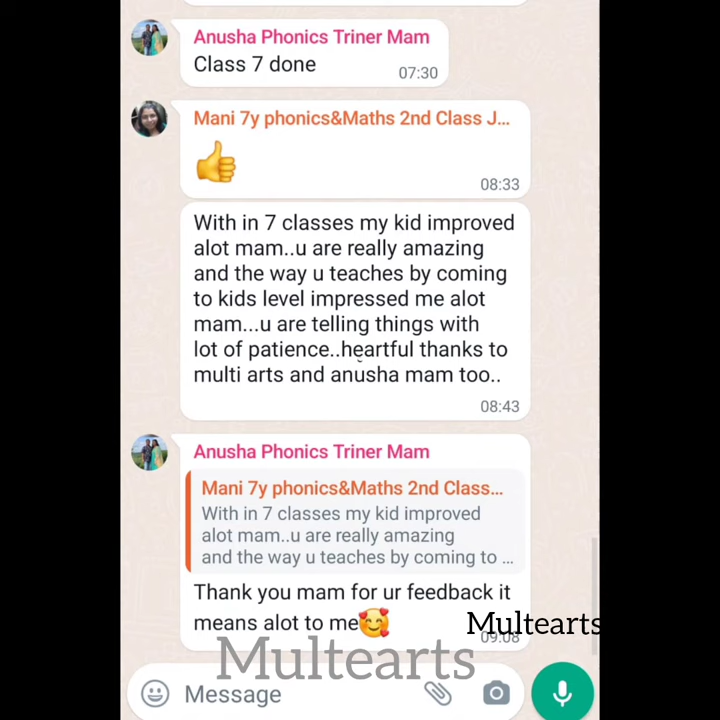 Anusha Phonics Triner Mam
Class 7 done
07:30
Mani 7y phonics&Maths 2nd Class J...
08:33
With in 7 classes my kid improved
alot mam..u are really amazing
and the way u teaches by coming
to kids level impressed me alot
mam...u are telling things with
lot of patience..heartful thanks to
multi arts and anusha mam too..
08:43
Anusha Phonics Triner Mam
Mani 7y phonics&Maths 2nd Class...
With in 7 classes my kid improved
alot mam..u are really amazing
and the way u teaches by coming to ...
Thank you mam for ur feedback it
means alot to me🥰
Multearts
09:08
Multearts
Message